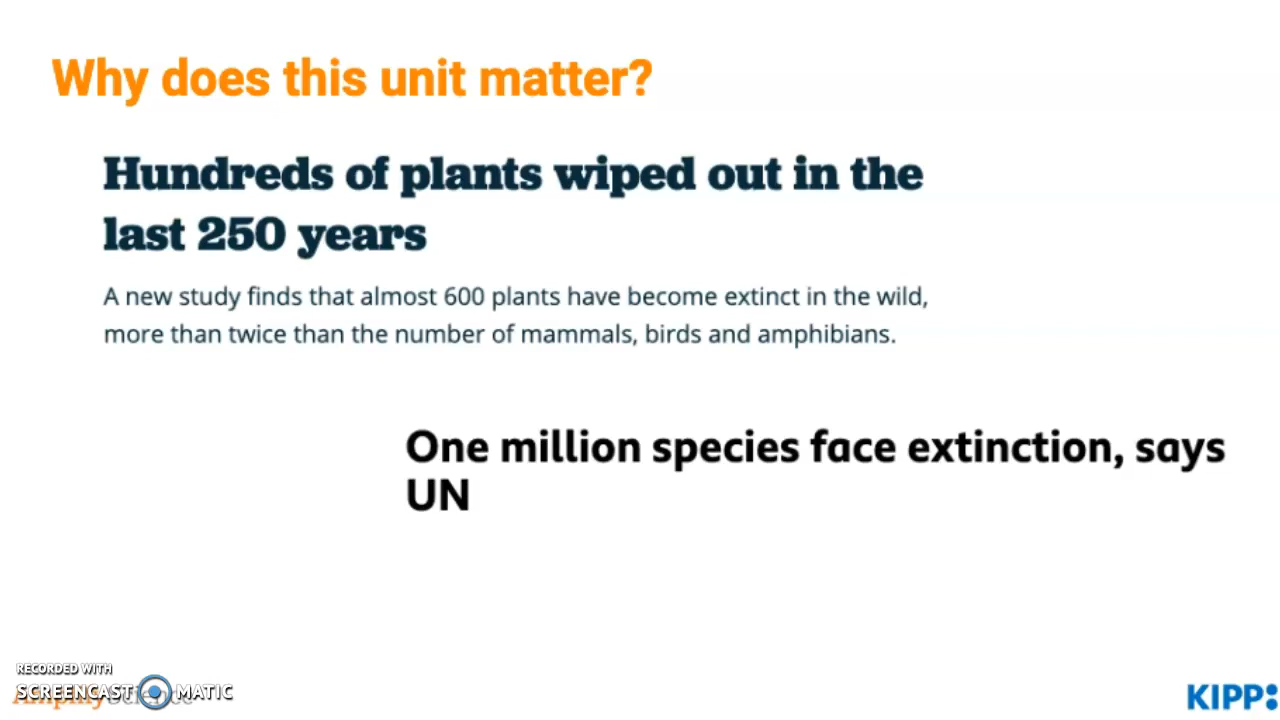 Why does this unit matter?
Hundreds of plants wiped out in the
last 250 years
A new study finds that almost 600 plants have become extinct in the wild,
more than twice than the number of mammals, birds and amphibians.
One million species face extinction, says
UN
RECORDED WITH
SCREENCAST MATIC
KIPP: